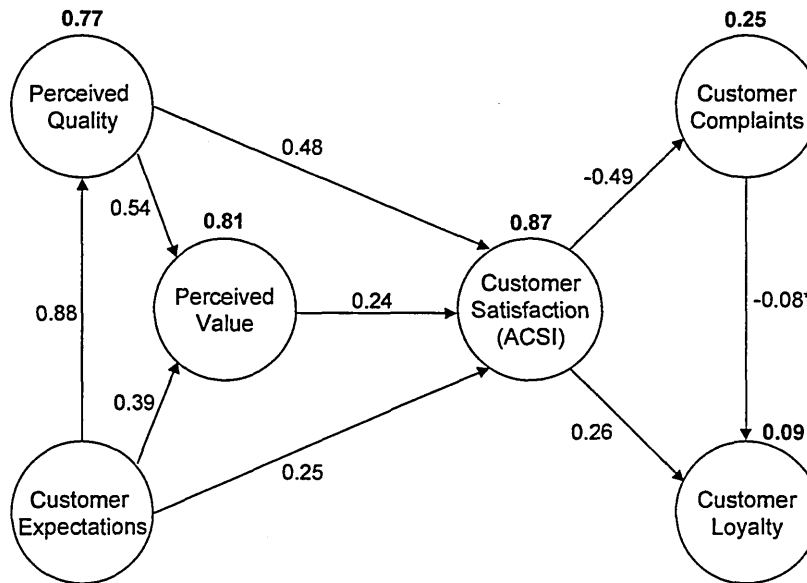 0.77
0.25
Perceived
Quality
Customer
Complaints
0.48
-0.49
0.54
0.81
0.87
Perceived
Value
0.24
Customer
Satisfaction
(ACSI)
0.88
-0.08*
0.39
0.25
0.26
0.09
Customer
Expectations
Customer
Loyalty